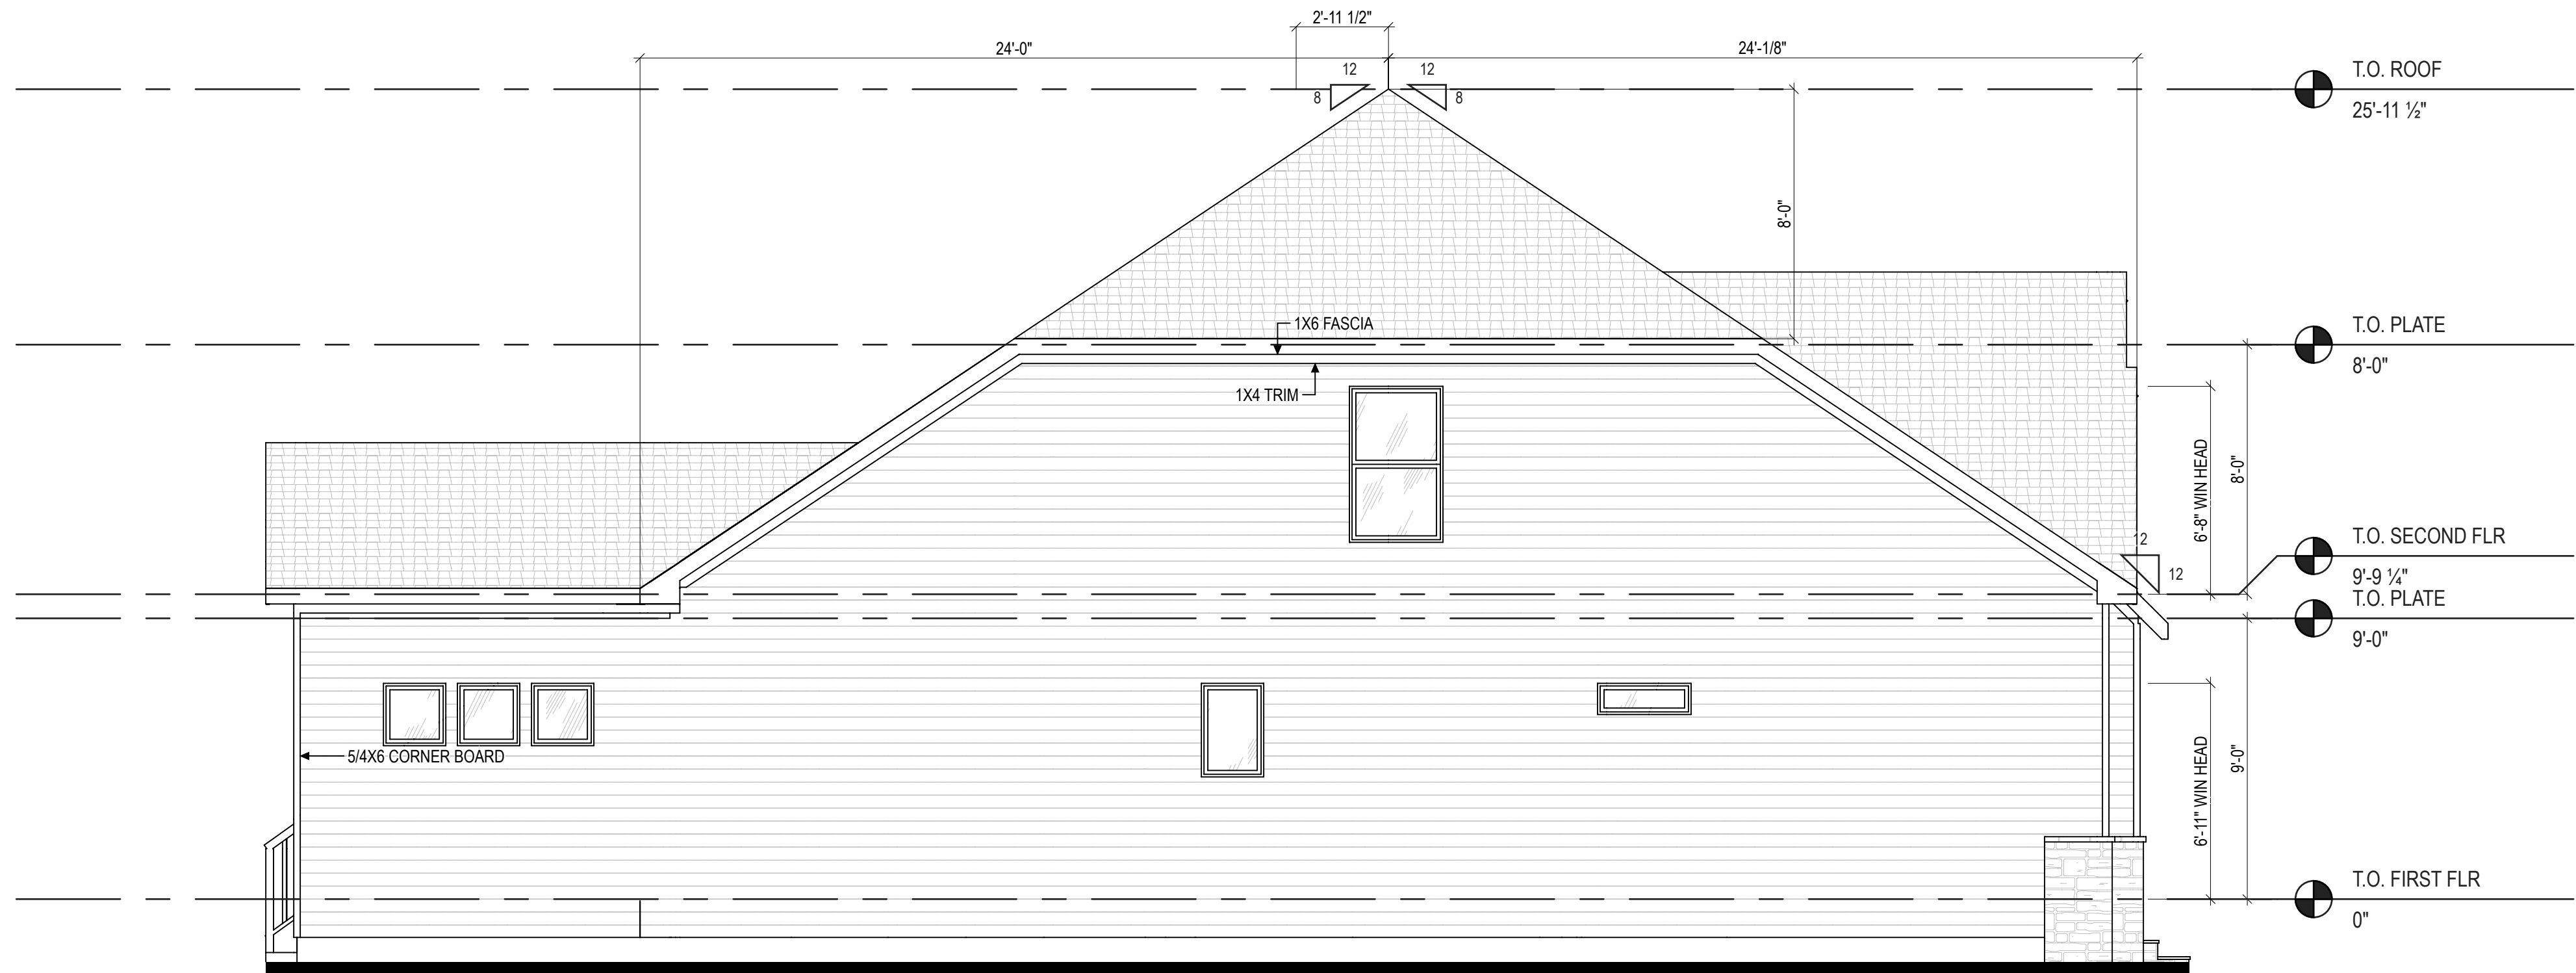 2'-11 1/2"
24'-0"
24'-1/8"
12
12
8
8
T.O. ROOF
25'-11 ½"
8'-0"
1X6 FASCIA
T.O. PLATE
8'-0"
1X4 TRIM
6'-8" WIN HEAD
8'-0"
12
12
T.O. SECOND FLR
9'-9 ¼"
T.O. PLATE
9'-0"
5/4X6 CORNER BOARD
6'-11" WIN HEAD
9'-0"
T.O. FIRST FLR
0"